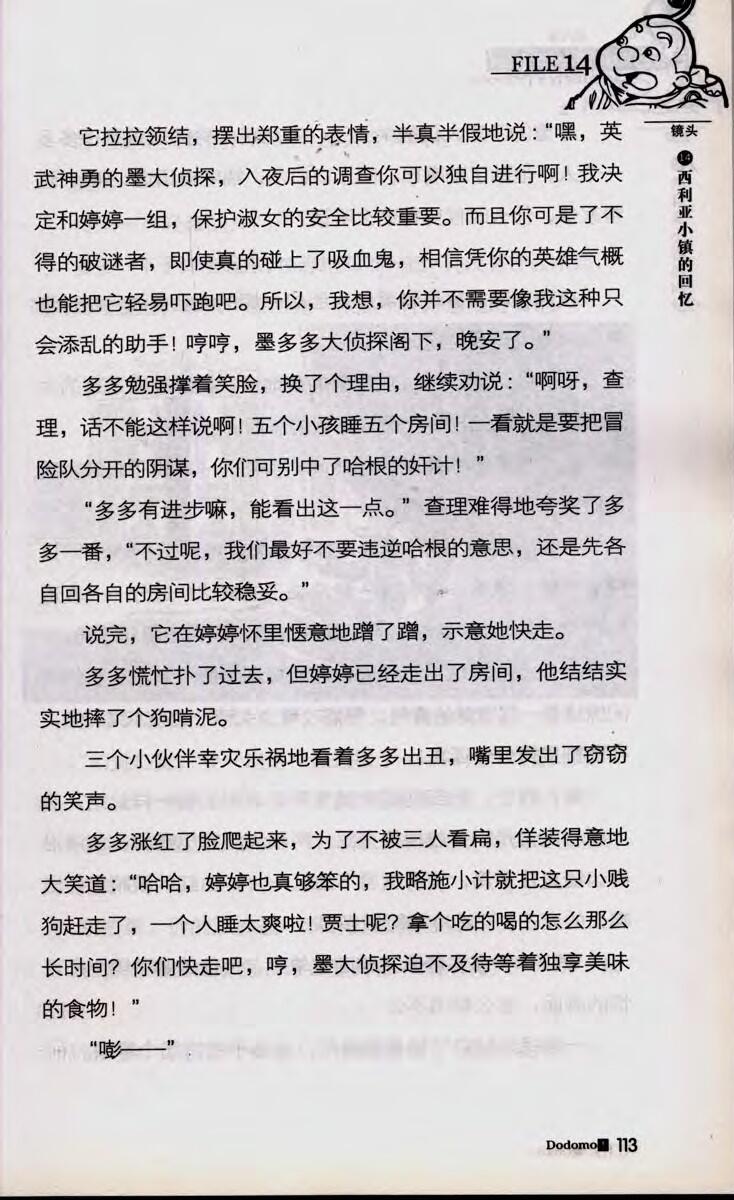 FILE 14
镜头
14
西利亚小镇的回忆
它拉拉领结，摆出郑重的表情，半真半假地说：“嘿，英
武神勇的墨大侦探，入夜后的调查你可以独自进行啊！我决
定和婷婷一组，保护淑女的安全比较重要。而且你可是了不
得的破谜者，即使真的碰上了吸血鬼，相信凭你的英雄气概
也能把它轻易吓跑吧。所以，我想，你并不需要像我这种只
会添乱的助手！哼哼，墨多多大侦探阁下，晚安了。”
多多勉强撑着笑脸，换了个理由，继续劝说：“啊呀，查
理，话不能这样说啊！五个小孩睡五个房间！一看就是要把冒
险队分开的阴谋，你们可别中了哈根的奸计！”
“多多有进步嘛，能看出这一点。”查理难得地夸奖了多
多一番，“不过呢，我们最好不要违逆哈根的意思，还是先各
自回各自的房间比较稳妥。”
说完，它在婷婷怀里惬意地蹭了蹭，示意她快走。
多多慌忙扑了过去，但婷婷已经走出了房间，他结结实
实地摔了个狗啃泥。
三个小伙伴幸灾乐祸地看着多多出丑，嘴里发出了窃窃
的笑声。
多多涨红了脸爬起来，为了不被三人看扁，佯装得意地
大笑道：“哈哈，婷婷也真够笨的，我略施小计就把这只小贱
狗赶走了，一个人睡太爽啦！贾士呢？拿个吃的喝的怎么那么
长时间？你们快走吧，哼，墨大侦探迫不及待等着独享美味
的食物！”
“嘭——”
Dodomo 113